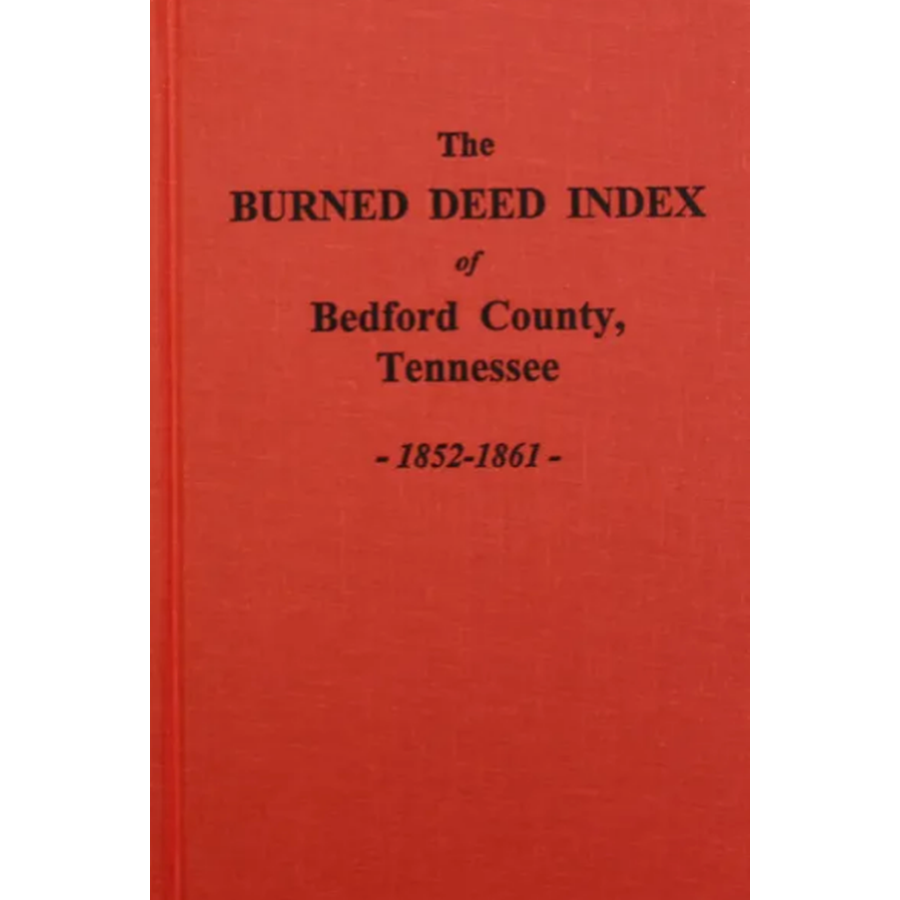 The
BURNED DEED INDEX
of
Bedford County,
Tennessee
- 1852-1861 -